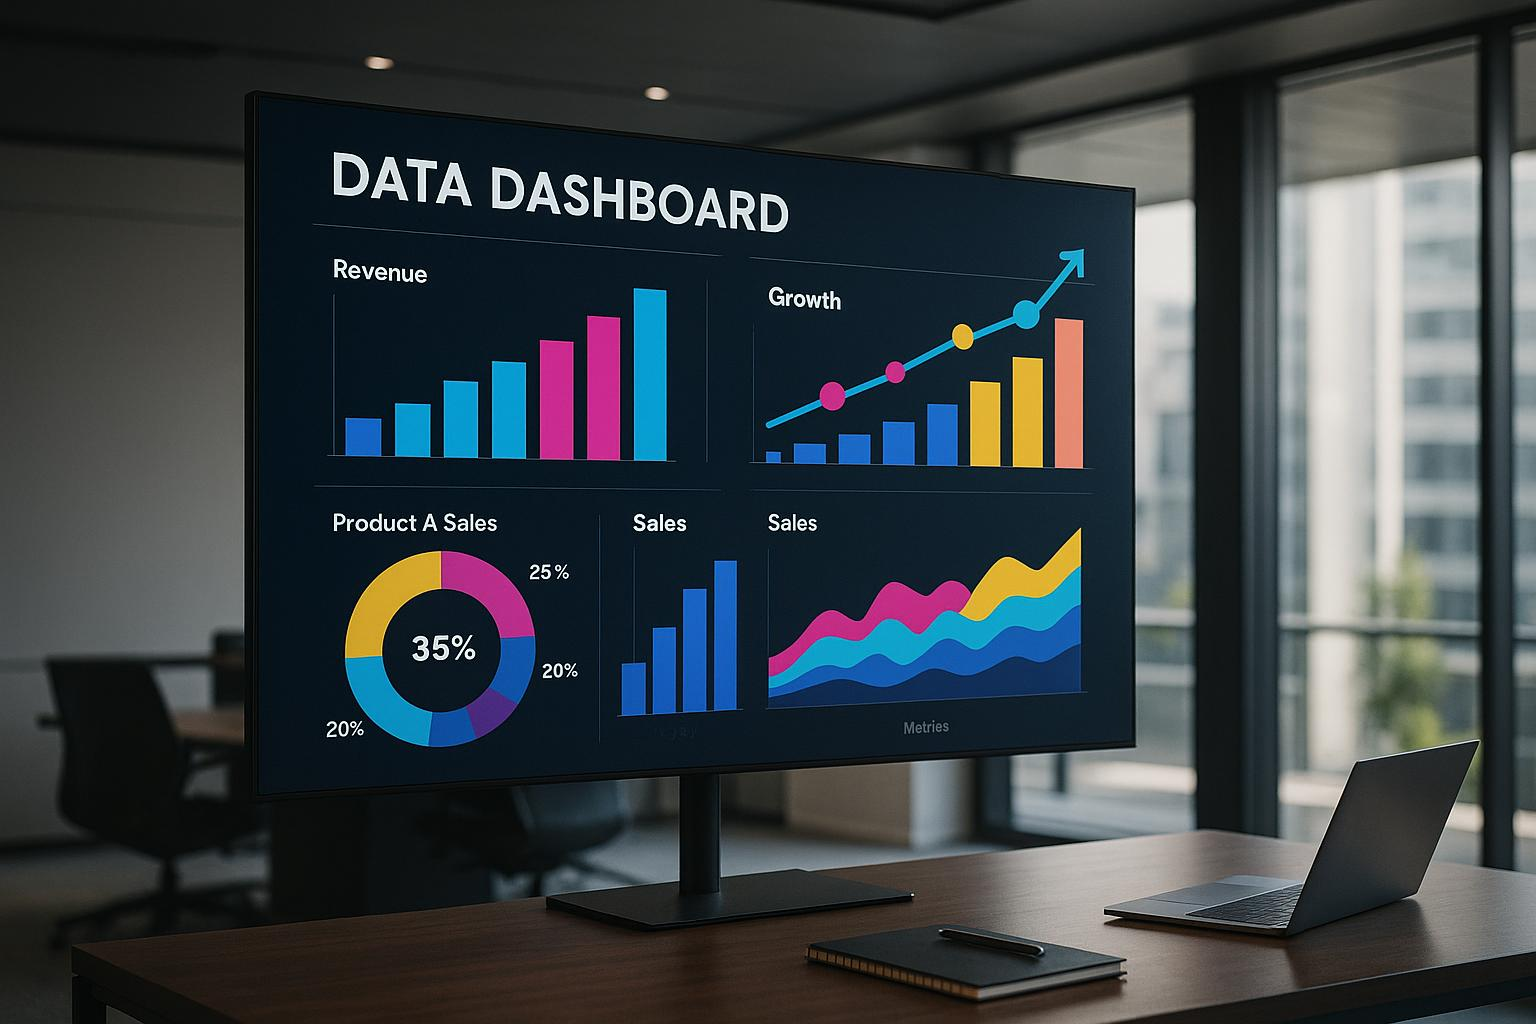 DATA DASHBOARD
Revenue
Growth
Product A Sales
25%
35%
20%
20%
Sales
Sales
Metrics